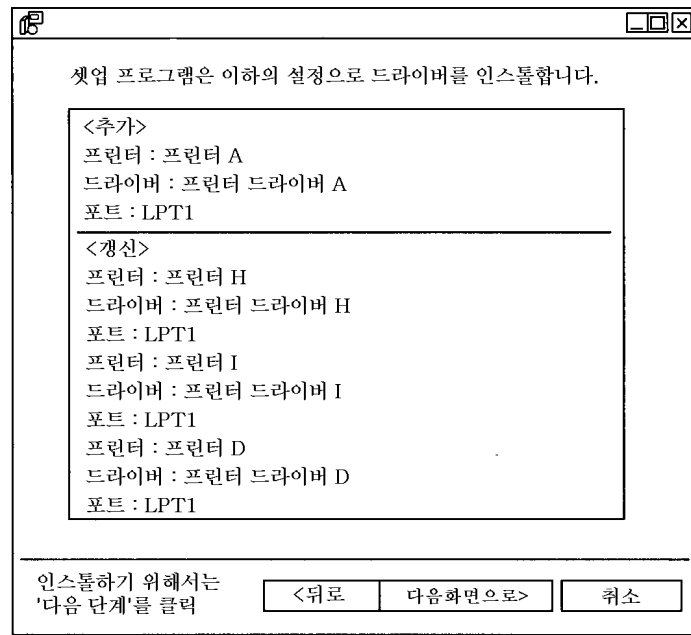 셋업 프로그램은 이하의 설정으로 드라이버를 인스톨합니다.
<추가>
프린터 : 프린터 A
드라이버 : 프린터 드라이버 A
포트 : LPT1
<갱신>
프린터 : 프린터 H
드라이버 : 프린터 드라이버 H
포트 : LPT1
프린터 : 프린터 I
드라이버 : 프린터 드라이버 I
포트 : LPT1
프린터 : 프린터 D
드라이버 : 프린터 드라이버 D
포트 : LPT1
인스톨하기 위해서는
'다음 단계'를 클릭
<뒤로
다음화면으로>
취소